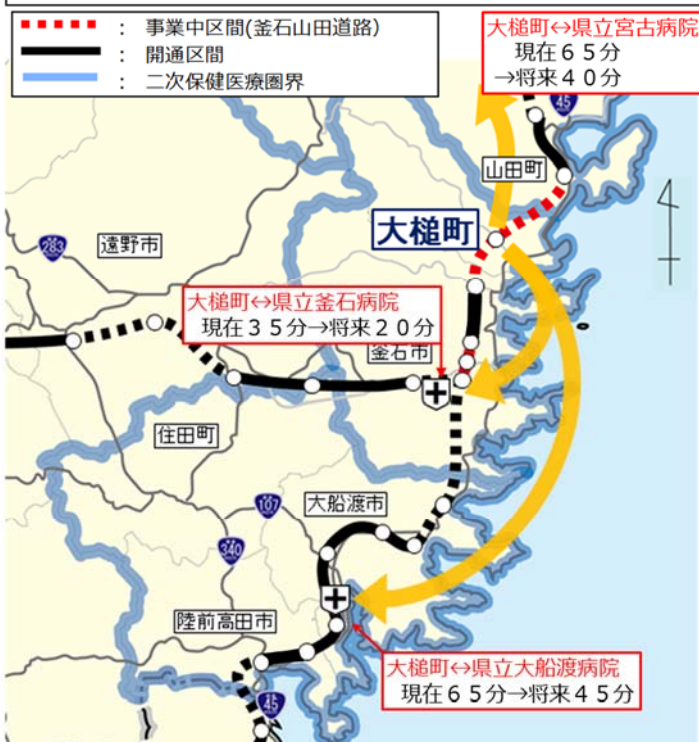 ： 事業中区間(釜石山田道路)
： 開通区間
： 二次保健医療圏界
大槌町↔県立宮古病院
現在６５分
→将来４０分
45
山田町
大槌町
283
遠野市
大槌町↔県立釜石病院
現在３５分→将来２０分
釜石市
住田町
107
大船渡市
340
陸前高田市
大槌町↔県立大船渡病院
現在６５分→将来４５分
45